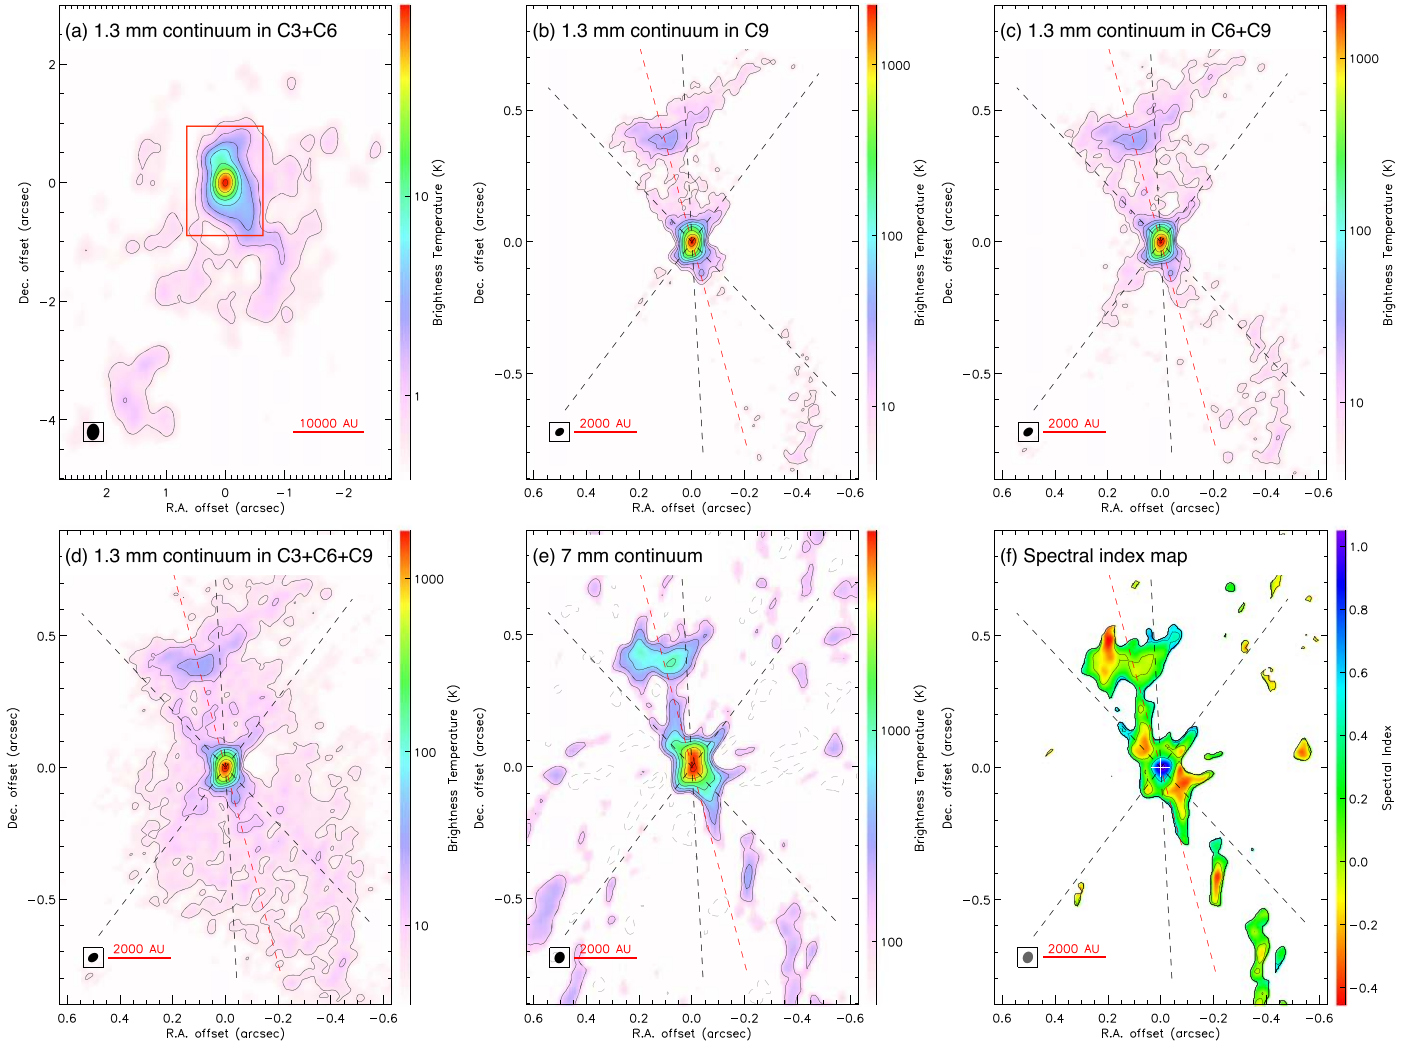 (a) 1.3 mm continuum in C3+C6
2
0
−2
−4
Dec. offset (arcsec)
10000 AU
2 1 0 −1 −2
R.A. offset (arcsec)
10
1
Brightness Temperature (K)
(b) 1.3 mm continuum in C9
0.5
0.0
−0.5
Dec. offset (arcsec)
2000 AU
0.6 0.4 0.2 0.0 −0.2 −0.4 −0.6
R.A. offset (arcsec)
1000
100
10
Brightness Temperature (K)
(c) 1.3 mm continuum in C6+C9
0.5
0.0
−0.5
Dec. offset (arcsec)
2000 AU
0.6 0.4 0.2 0.0 −0.2 −0.4 −0.6
R.A. offset (arcsec)
1000
100
10
Brightness Temperature (K)
(d) 1.3 mm continuum in C3+C6+C9
0.5
0.0
−0.5
Dec. offset (arcsec)
2000 AU
0.6 0.4 0.2 0.0 −0.2 −0.4 −0.6
R.A. offset (arcsec)
1000
100
10
Brightness Temperature (K)
(e) 7 mm continuum
0.5
0.0
−0.5
Dec. offset (arcsec)
2000 AU
0.6 0.4 0.2 0.0 −0.2 −0.4 −0.6
R.A. offset (arcsec)
1000
100
Brightness Temperature (K)
(f) Spectral index map
0.5
0.0
−0.5
Dec. offset (arcsec)
2000 AU
0.6 0.4 0.2 0.0 −0.2 −0.4 −0.6
R.A. offset (arcsec)
1.0
0.8
0.6
0.4
0.2
0.0
−0.2
−0.4
Spectral Index